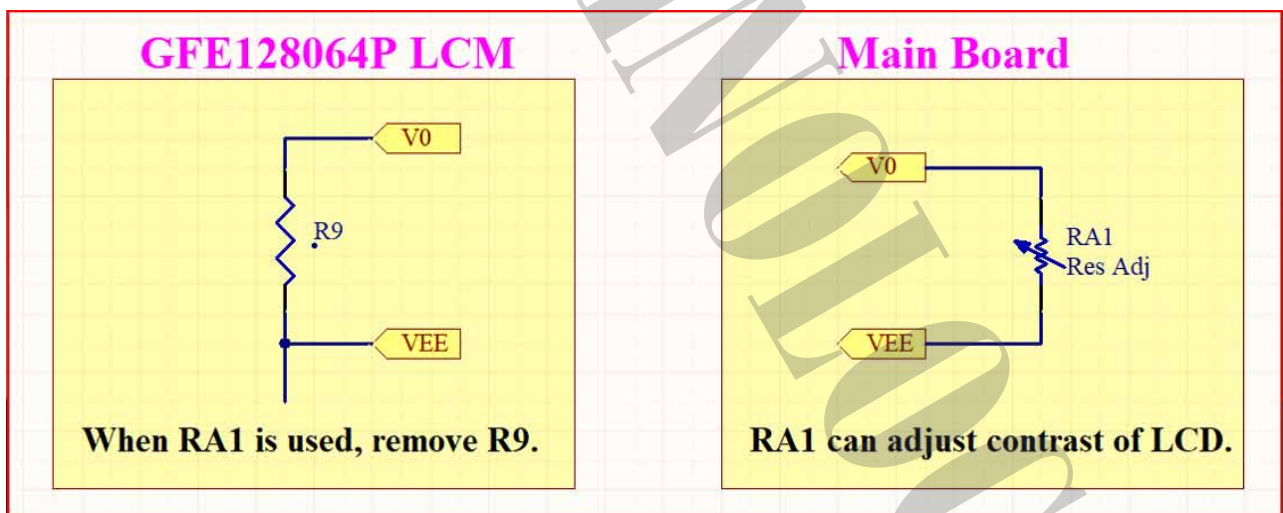 GFE128064P LCM
V0
R9
VEE
When RA1 is used, remove R9.
Main Board
V0
RA1
Res Adj
VEE
RA1 can adjust contrast of LCD.